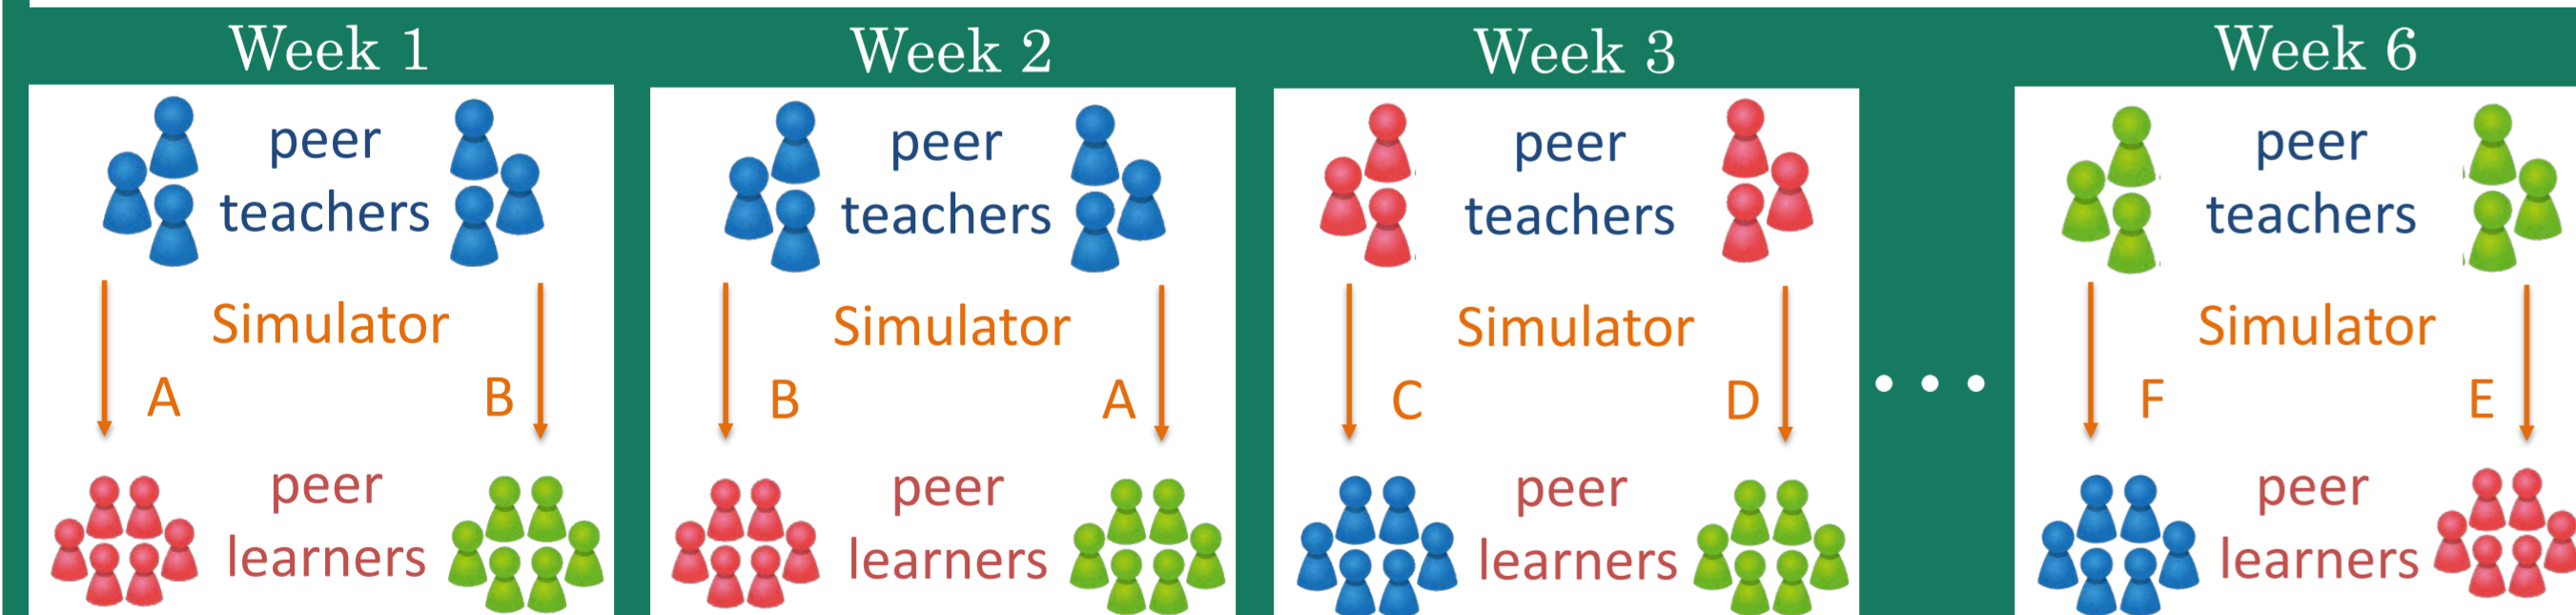 Week 1
peer
teachers
Simulator
A B
peer
learners
Week 2
peer
teachers
Simulator
B A
peer
learners
Week 3
peer
teachers
Simulator
C D
peer
learners
...
Week 6
peer
teachers
Simulator
F E
peer
learners